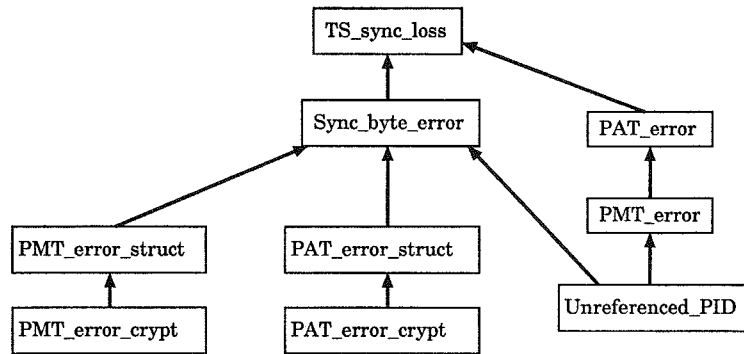 TS_sync_loss
Sync_byte_error
PAT_error
PMT_error
PMT_error_struct
PAT_error_struct
Unreferenced_PID
PMT_error_crypt
PAT_error_crypt